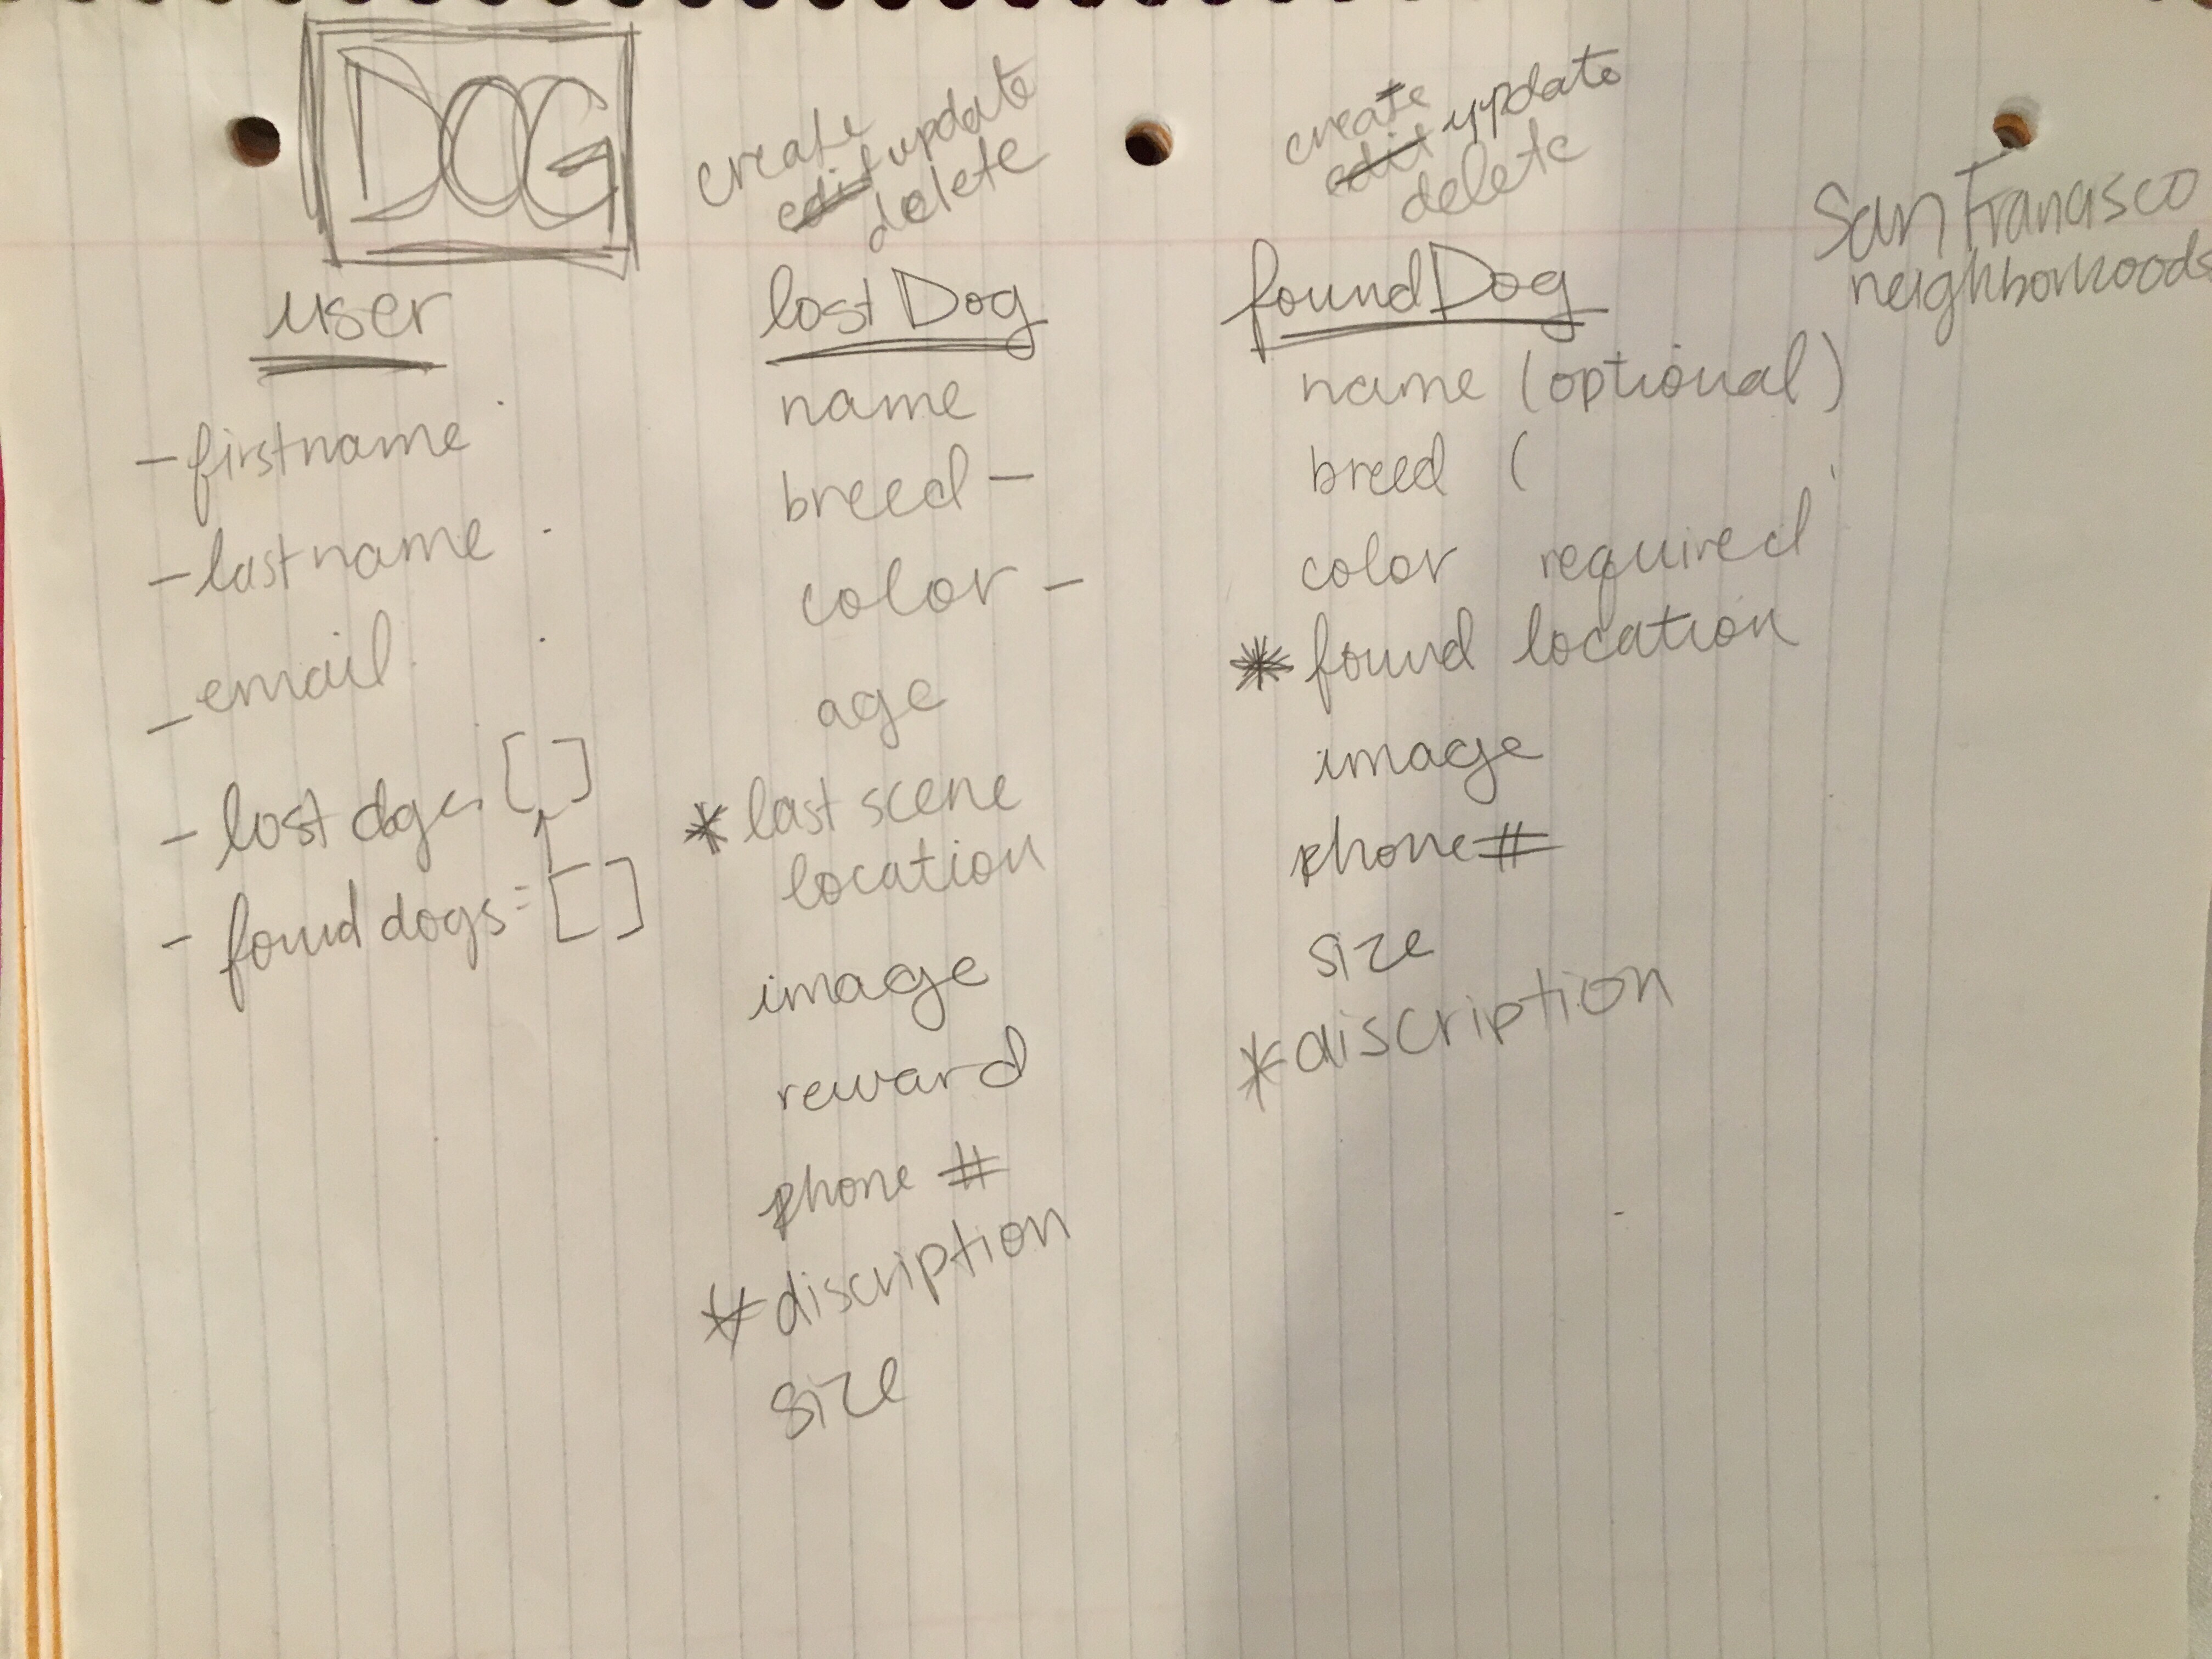 DOG
create
edit update
delete
create
edit update
delete
San Francisco
neighborhoods
user
- firstname
- lastname
- email
- lost dogs []
- found dogs = []
lost Dog
name
breed -
color -
age
* last scene
location
image
reward
phone #
* discription
size
found Dog
name (optional)
breed (
color required
* found location
image
phone #
size
* discription